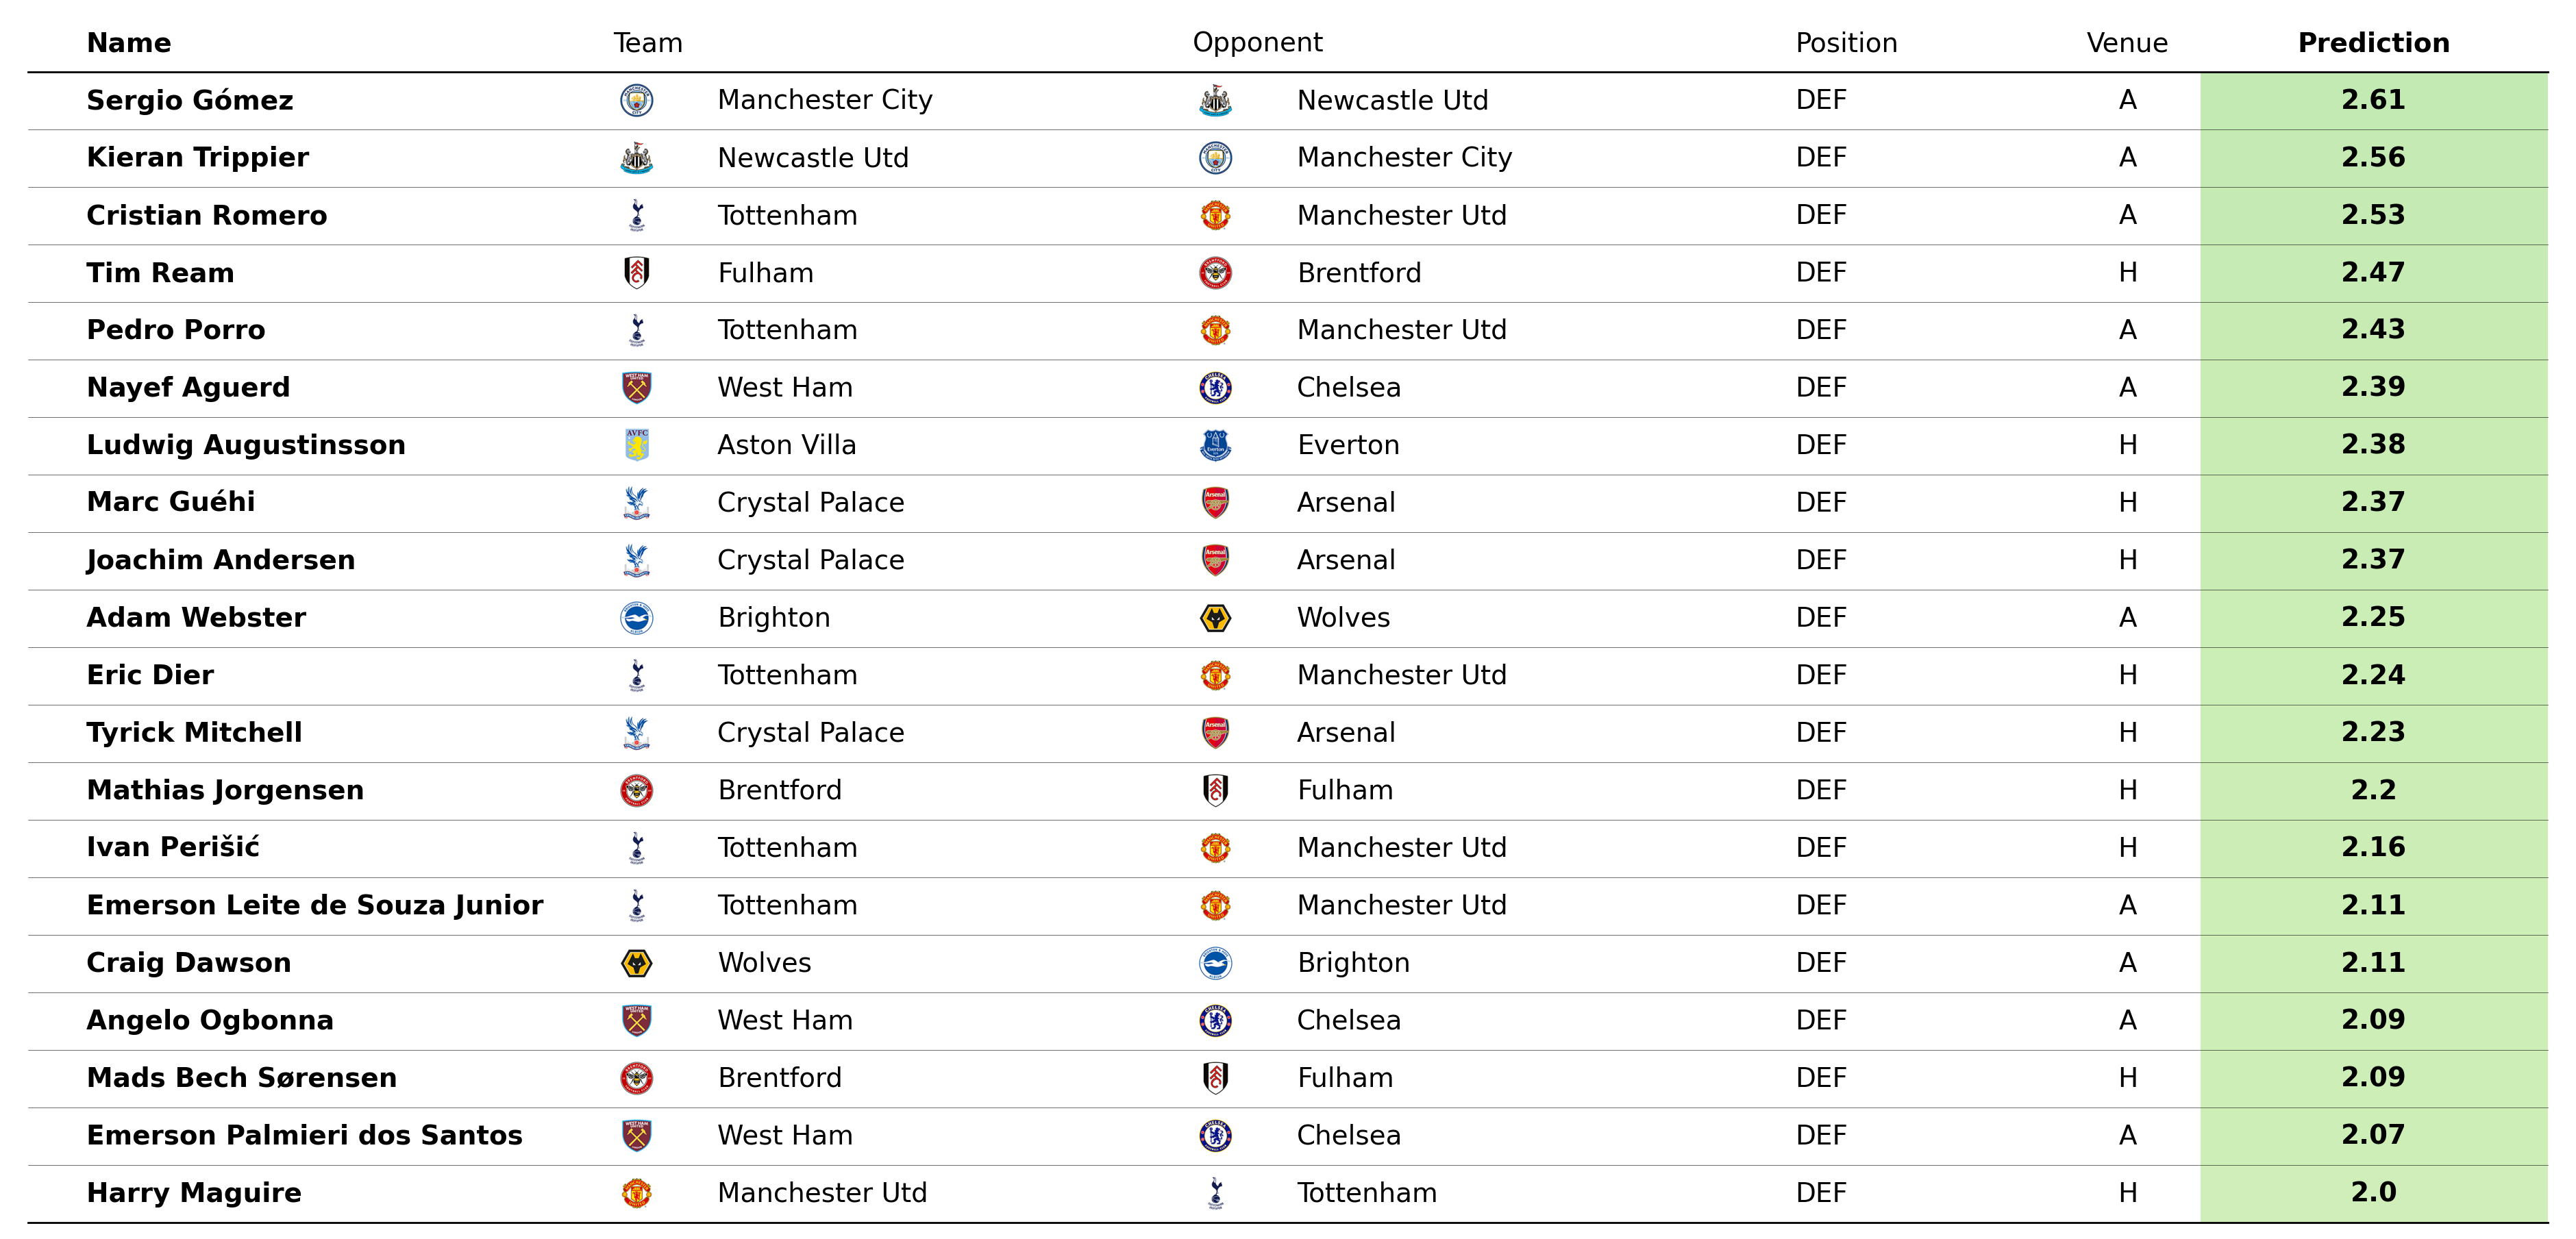 Name Team Opponent Position Venue Prediction
Sergio Gómez Manchester City Newcastle Utd DEF A 2.61
Kieran Trippier Newcastle Utd Manchester City DEF A 2.56
Cristian Romero Tottenham Manchester Utd DEF A 2.53
Tim Ream Fulham Brentford DEF H 2.47
Pedro Porro Tottenham Manchester Utd DEF A 2.43
Nayef Aguerd West Ham Chelsea DEF A 2.39
Ludwig Augustinsson Aston Villa Everton DEF H 2.38
Marc Guéhi Crystal Palace Arsenal DEF H 2.37
Joachim Andersen Crystal Palace Arsenal DEF H 2.37
Adam Webster Brighton Wolves DEF A 2.25
Eric Dier Tottenham Manchester Utd DEF H 2.24
Tyrick Mitchell Crystal Palace Arsenal DEF H 2.23
Mathias Jorgensen Brentford Fulham DEF H 2.2
Ivan Perišić Tottenham Manchester Utd DEF H 2.16
Emerson Leite de Souza Junior Tottenham Manchester Utd DEF A 2.11
Craig Dawson Wolves Brighton DEF A 2.11
Angelo Ogbonna West Ham Chelsea DEF A 2.09
Mads Bech Sørensen Brentford Fulham DEF H 2.09
Emerson Palmieri dos Santos West Ham Chelsea DEF A 2.07
Harry Maguire Manchester Utd Tottenham DEF H 2.0